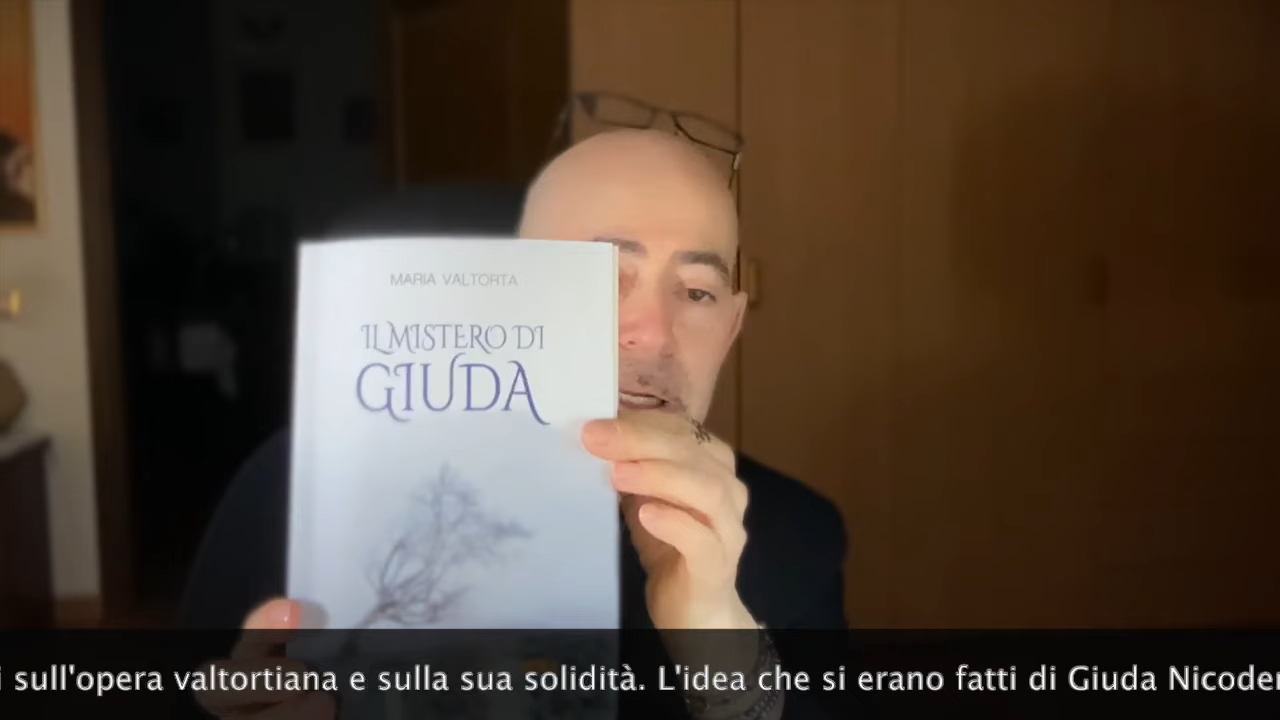 MARIA VALTORTA
IL MISTERO DI
GIUDA
sull'opera valtortiana e sulla sua solidità. L'idea che si erano fatti di Giuda